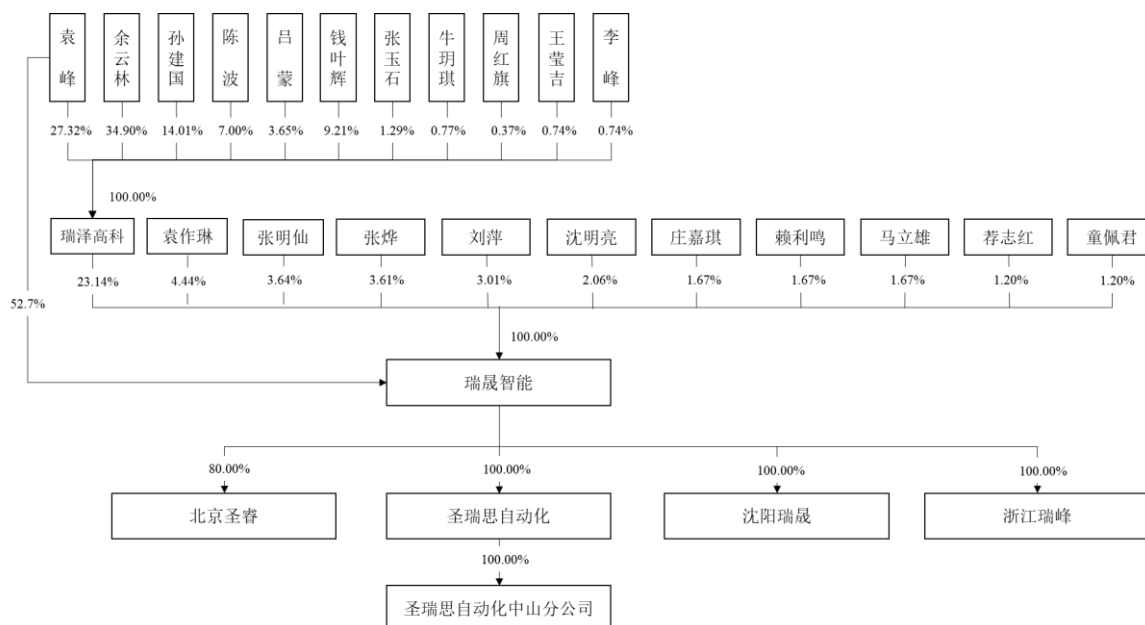 袁峰
余云林
孙建国
陈波
吕蒙
钱叶辉
张玉石
牛玥琪
周红旗
王莹吉
李峰
27.32%
34.90%
14.01%
7.00%
3.65%
9.21%
1.29%
0.77%
0.37%
0.74%
0.74%
100.00%
瑞泽高科
袁作琳
张明仙
张烨
刘萍
沈明亮
庄嘉琪
赖利鸣
马立雄
荐志红
童佩君
23.14%
4.44%
3.64%
3.61%
3.01%
2.06%
1.67%
1.67%
1.67%
1.20%
1.20%
52.7%
100.00%
瑞晟智能
80.00%
100.00%
100.00%
100.00%
北京圣睿
圣瑞思自动化
沈阳瑞晟
浙江瑞峰
100.00%
圣瑞思自动化中山分公司